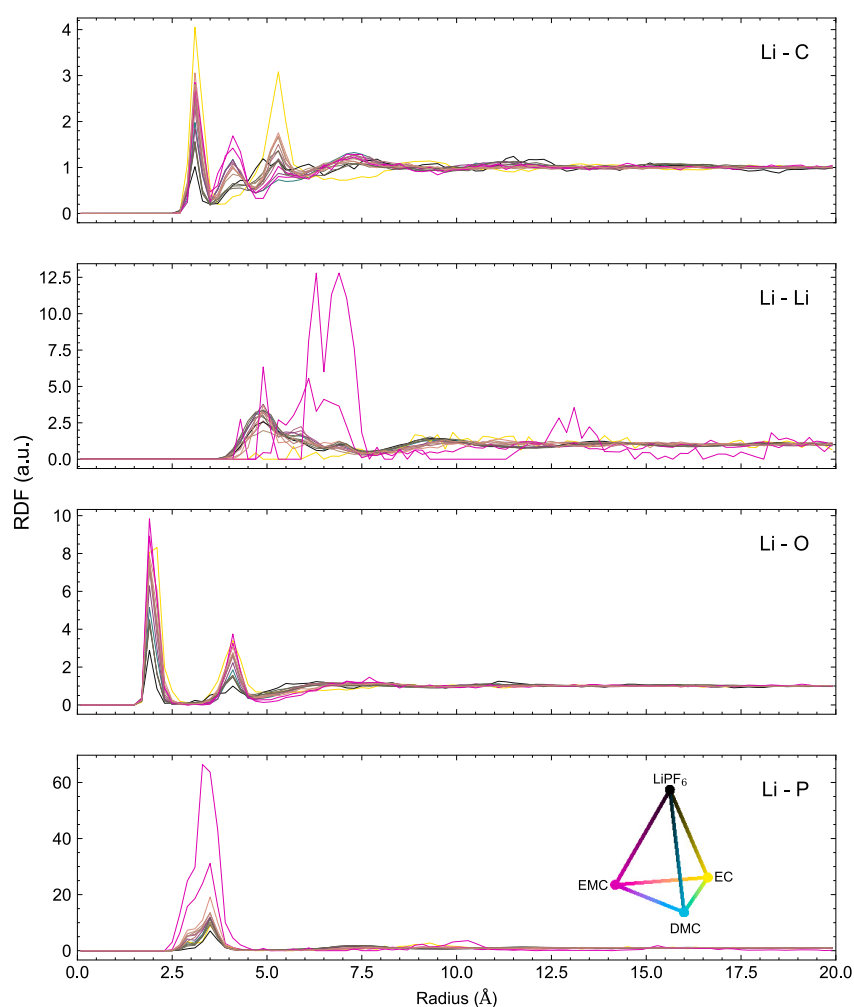 4
3
2
1
0
Li - C
12.5
10.0
7.5
5.0
2.5
0.0
Li - Li
RDF (a.u.)
10
8
6
4
2
0
Li - O
60
40
20
0
Li - P
LiPF₆
EMC
EC
DMC
0.0 2.5 5.0 7.5 10.0 12.5 15.0 17.5 20.0
Radius (Å)